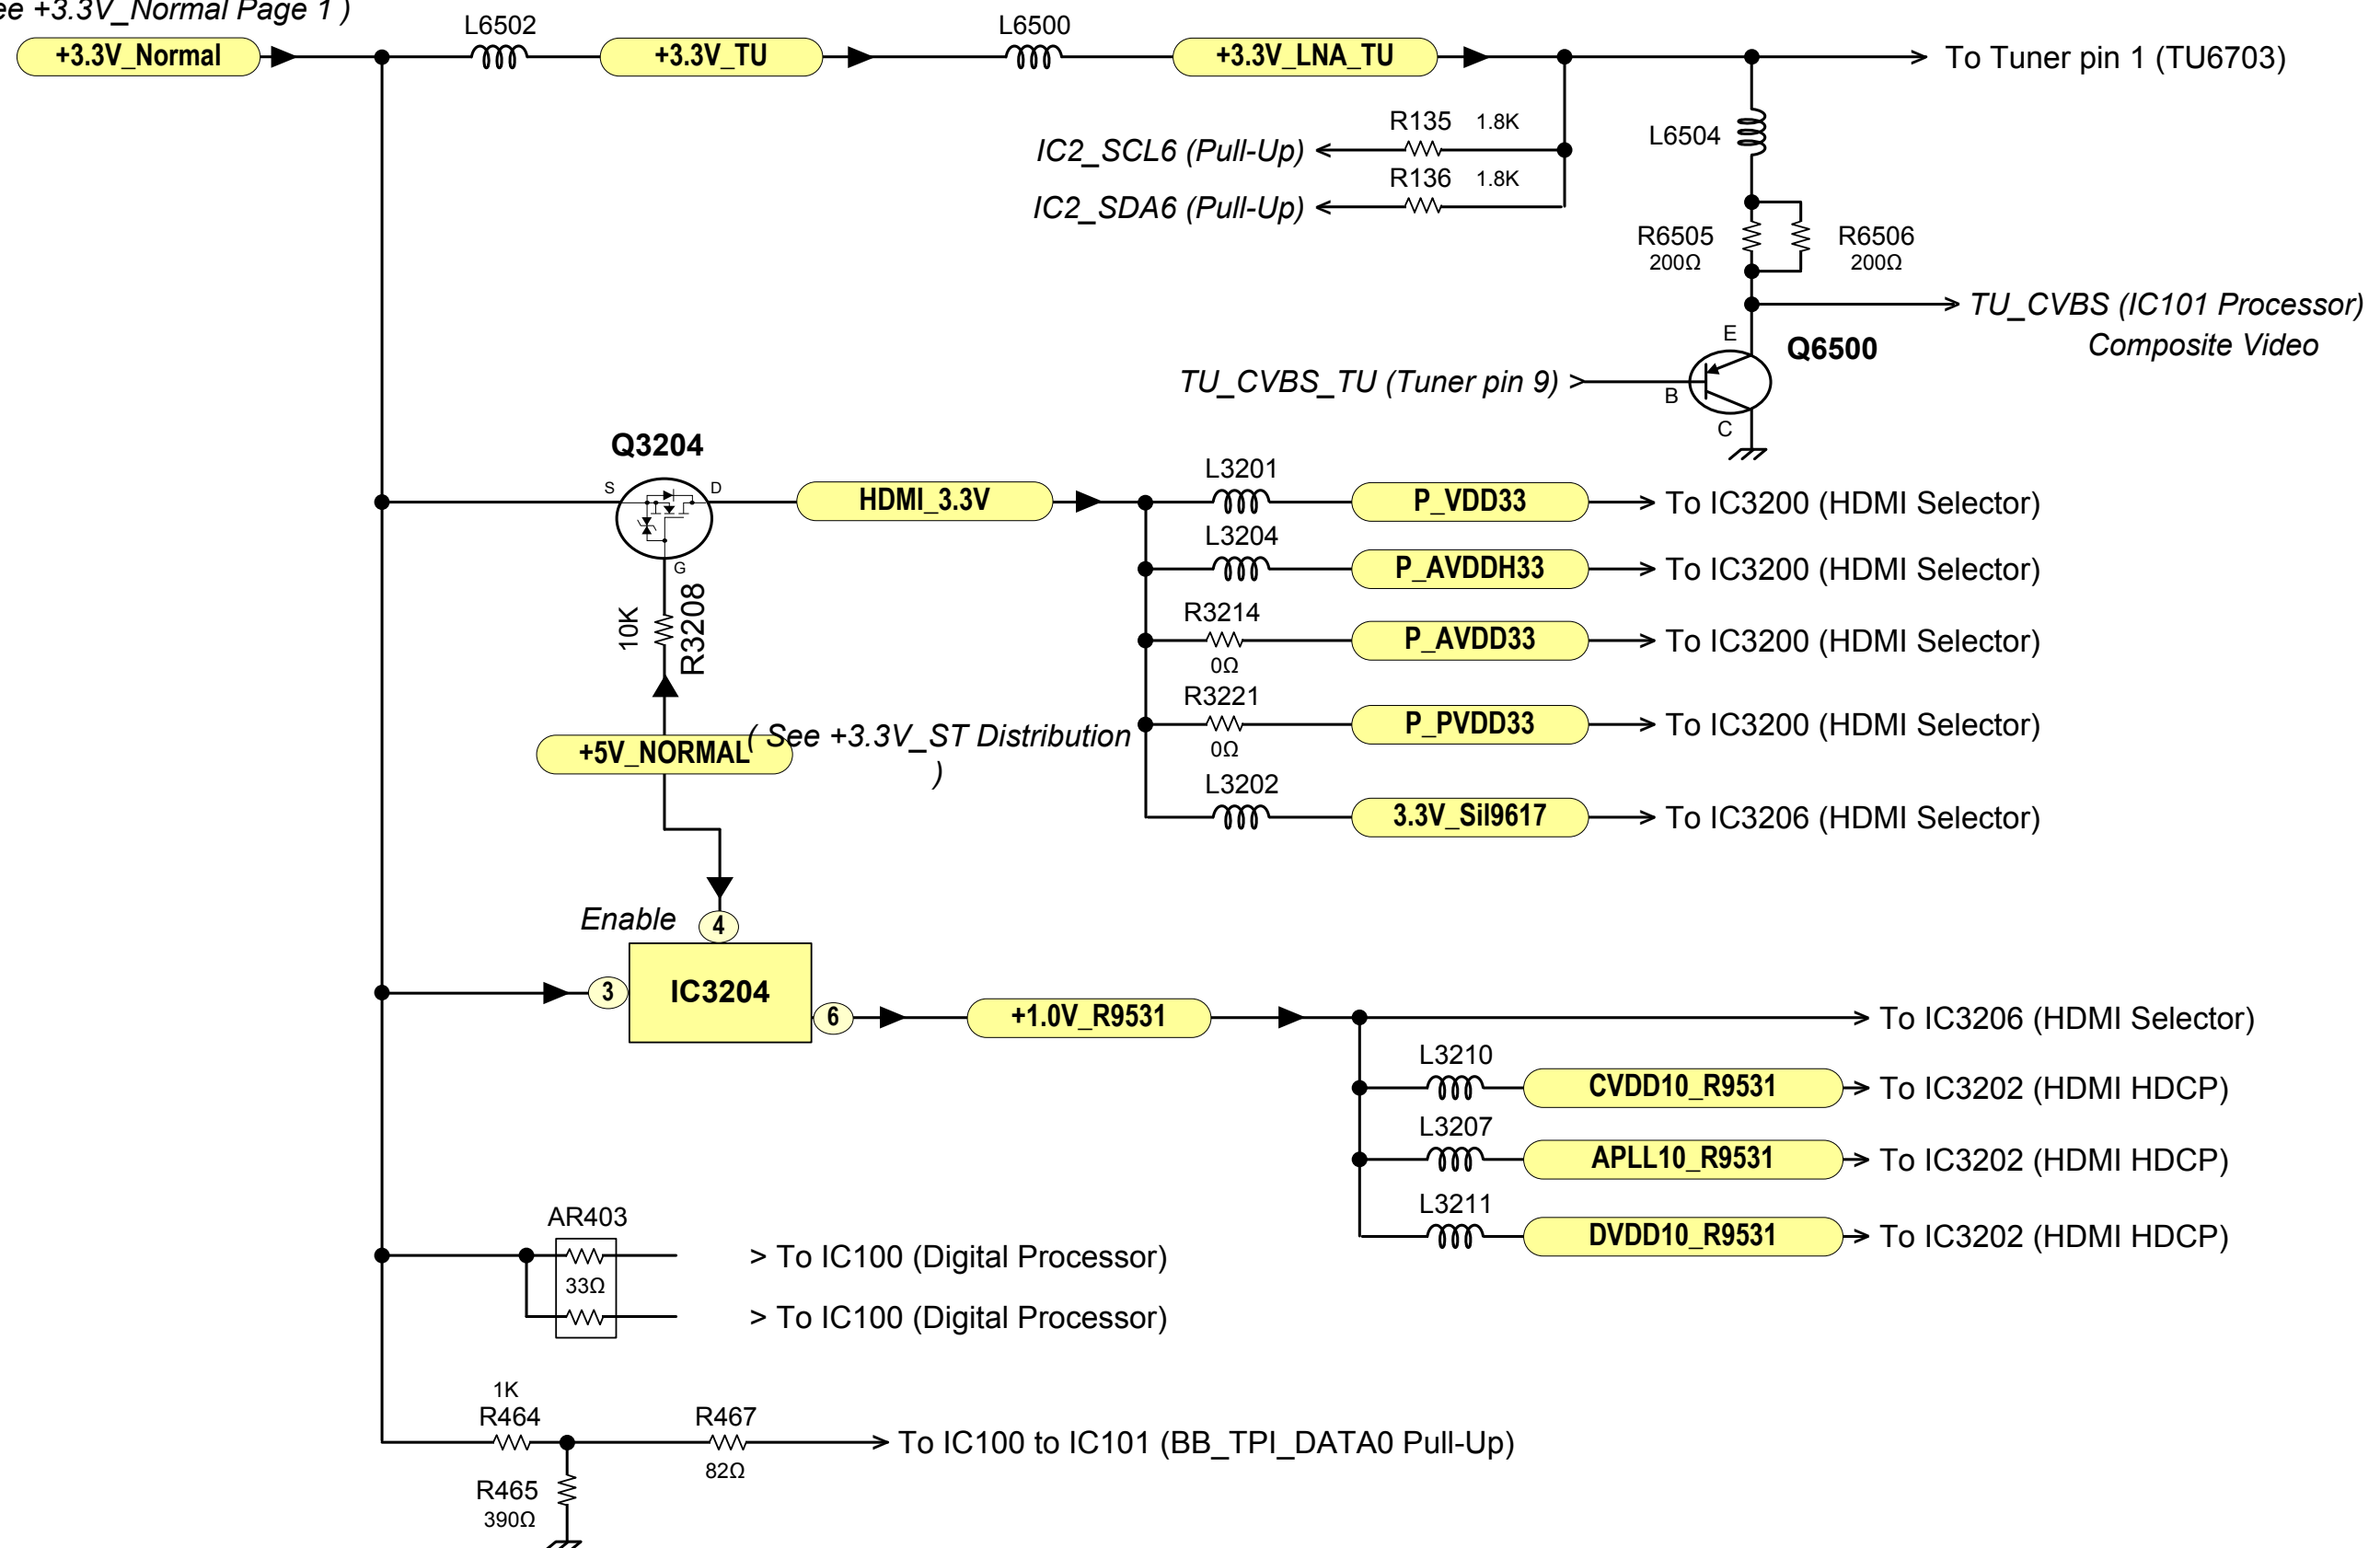 ee +3.3V_Normal Page 1 )
L6502
L6500
+3.3V_Normal
+3.3V_TU
+3.3V_LNA_TU
To Tuner pin 1 (TU6703)
R135 1.8K
IC2_SCL6 (Pull-Up)
R136 1.8K
IC2_SDA6 (Pull-Up)
L6504
R6505
200Ω
R6506
200Ω
TU_CVBS (IC101 Processor)
Composite Video
E
Q6500
TU_CVBS_TU (Tuner pin 9)
B
C
Q3204
S
D
G
HDMI_3.3V
L3201
P_VDD33
To IC3200 (HDMI Selector)
L3204
P_AVDDH33
To IC3200 (HDMI Selector)
10K
R3208
R3214
0Ω
P_AVDD33
To IC3200 (HDMI Selector)
R3221
0Ω
P_PVDD33
To IC3200 (HDMI Selector)
+5V_NORMAL
( See +3.3V_ST Distribution
)
L3202
3.3V_SiI9617
To IC3206 (HDMI Selector)
Enable
4
3
IC3204
6
+1.0V_R9531
To IC3206 (HDMI Selector)
L3210
CVDD10_R9531
To IC3202 (HDMI HDCP)
L3207
APLL10_R9531
To IC3202 (HDMI HDCP)
L3211
DVDD10_R9531
To IC3202 (HDMI HDCP)
AR403
33Ω
> To IC100 (Digital Processor)
> To IC100 (Digital Processor)
1K
R464
R467
82Ω
To IC100 to IC101 (BB_TPI_DATA0 Pull-Up)
R465
390Ω